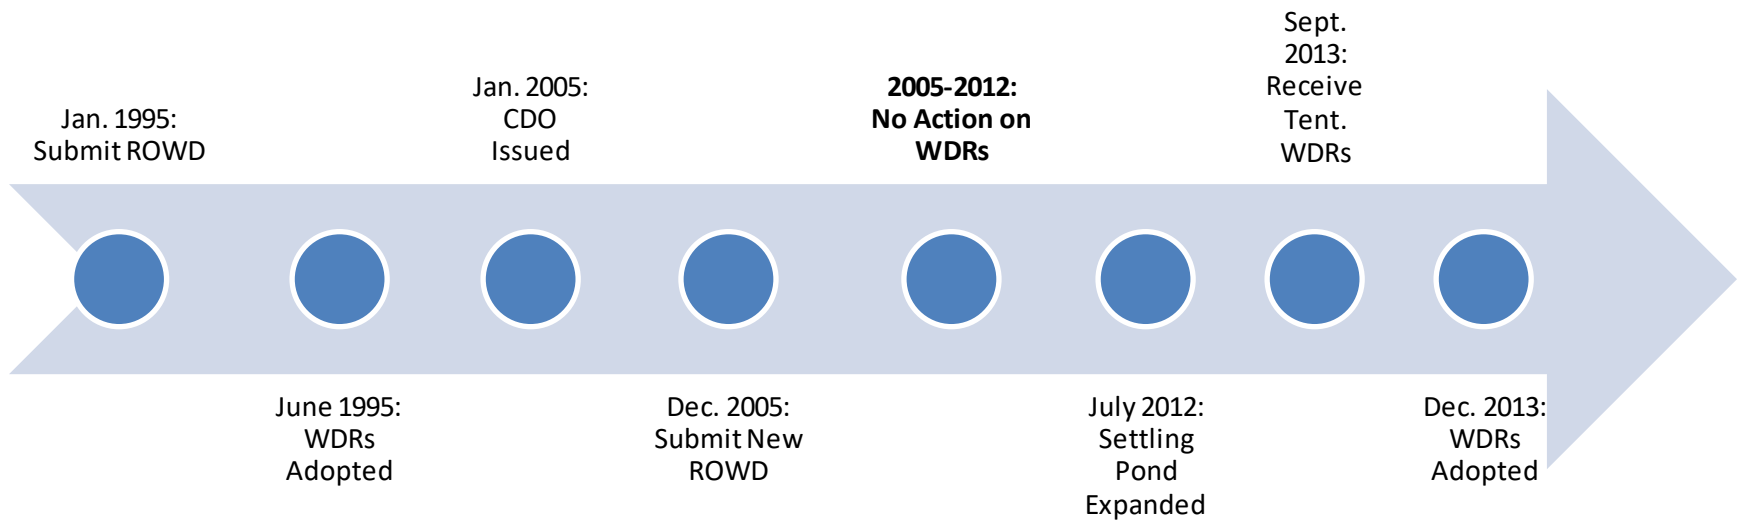 Jan. 1995:
Submit ROWD
June 1995:
WDRs
Adopted
Jan. 2005:
CDO
Issued
Dec. 2005:
Submit New
ROWD
2005-2012:
No Action on
WDRs
July 2012:
Settling
Pond
Expanded
Sept.
2013:
Receive
Tent.
WDRs
Dec. 2013:
WDRs
Adopted